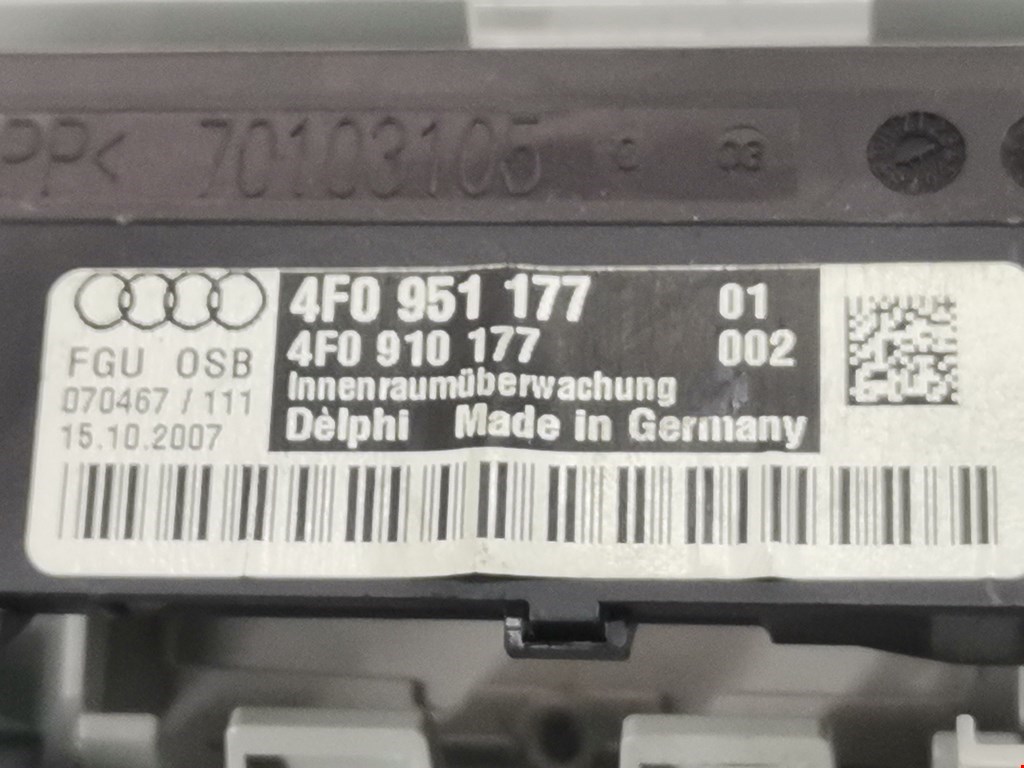 PP< 70103105
4F0 951 177 01
4F0 910 177 002
Innenraumüberwachung
Dèlphi Made in Germany
FGU OSB
070467 / 111
15.10.2007